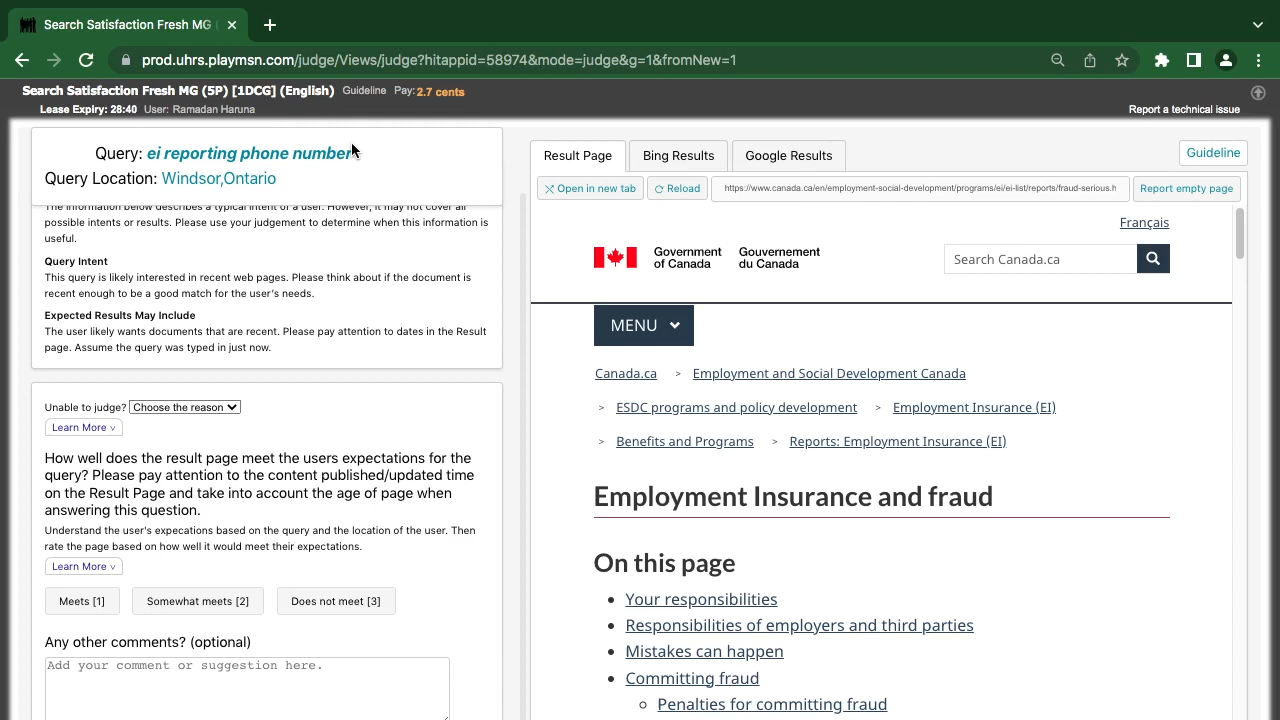 Search Satisfaction Fresh MG (
prod.uhrs.playmsn.com/judge/Views/judge?hitappid=58974&mode=judge&g=1&fromNew=1
Search Satisfaction Fresh MG (5P) [1DCG] (English) Guideline Pay: 2.7 cents
Lease Expiry: 28:40 User: Ramadan Haruna
Report a technical issue
Query: ei reporting phone number
Query Location: Windsor,Ontario
The information below describes a typical intent of a user. However, it may not cover all
possible intents or results. Please use your judgement to determine when this information is
useful.
Query Intent
This query is likely interested in recent web pages. Please think about if the document is
recent enough to be a good match for the user's needs.
Expected Results May Include
The user likely wants documents that are recent. Please pay attention to dates in the Result
page. Assume the query was typed in just now.
Unable to judge? Choose the reason
Learn More v
How well does the result page meet the users expectations for the
query? Please pay attention to the content published/updated time
on the Result Page and take into account the age of page when
answering this question.
Understand the user's expecations based on the query and the location of the user. Then
rate the page based on how well it would meet their expectations.
Learn More v
Meets [1] Somewhat meets [2] Does not meet [3]
Any other comments? (optional)
Add your comment or suggestion here.
Result Page Bing Results Google Results Guideline
Open in new tab Reload https://www.canada.ca/en/employment-social-development/programs/ei/ei-list/reports/fraud-serious.h Report empty page
Français
Government
of Canada
Gouvernement
du Canada
Search Canada.ca
MENU
Canada.ca > Employment and Social Development Canada
> ESDC programs and policy development > Employment Insurance (EI)
> Benefits and Programs > Reports: Employment Insurance (EI)
Employment Insurance and fraud
On this page
Your responsibilities
Responsibilities of employers and third parties
Mistakes can happen
Committing fraud
Penalties for committing fraud